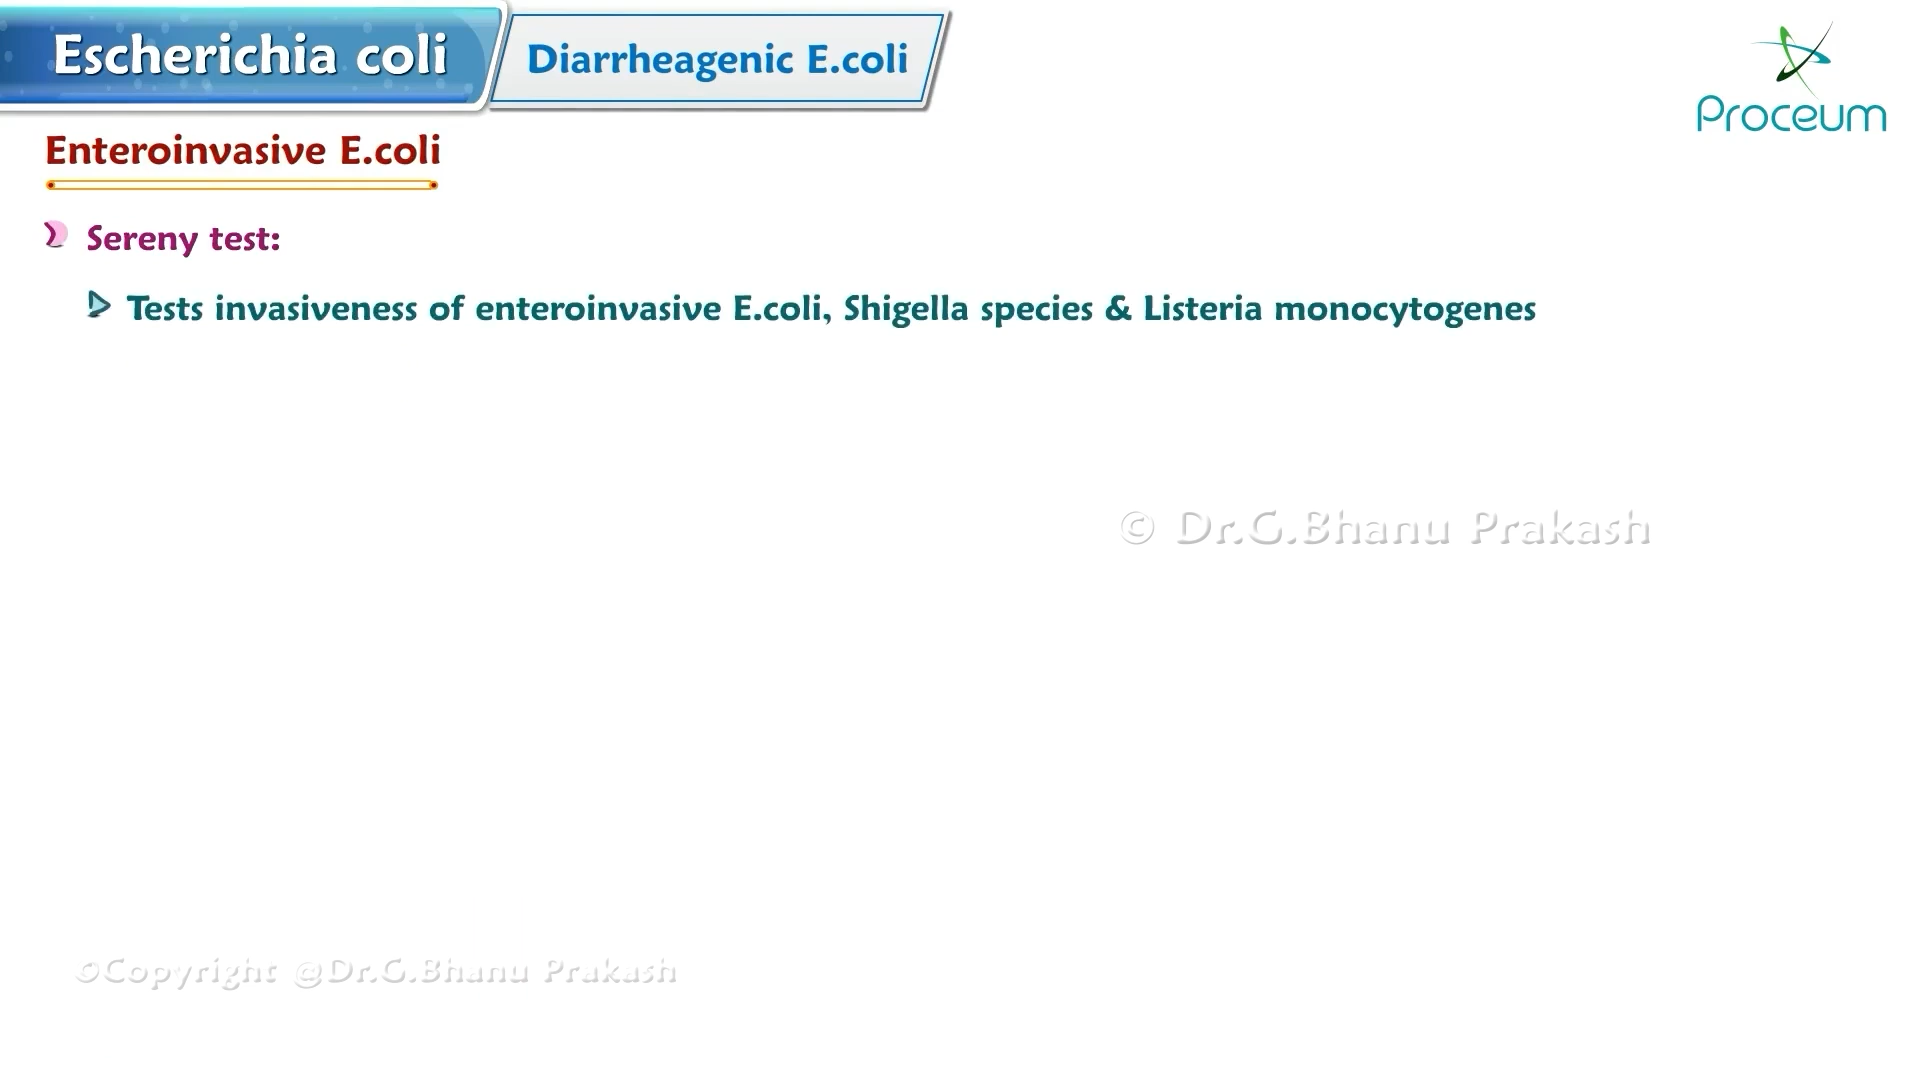 Escherichia coli
Diarrheagenic E.coli
Proceum
Enteroinvasive E.coli
Sereny test:
Tests invasiveness of enteroinvasive E.coli, Shigella species & Listeria monocytogenes
© Dr.G.Bhanu Prakash
©Copyright @Dr.G.Bhanu Prakash